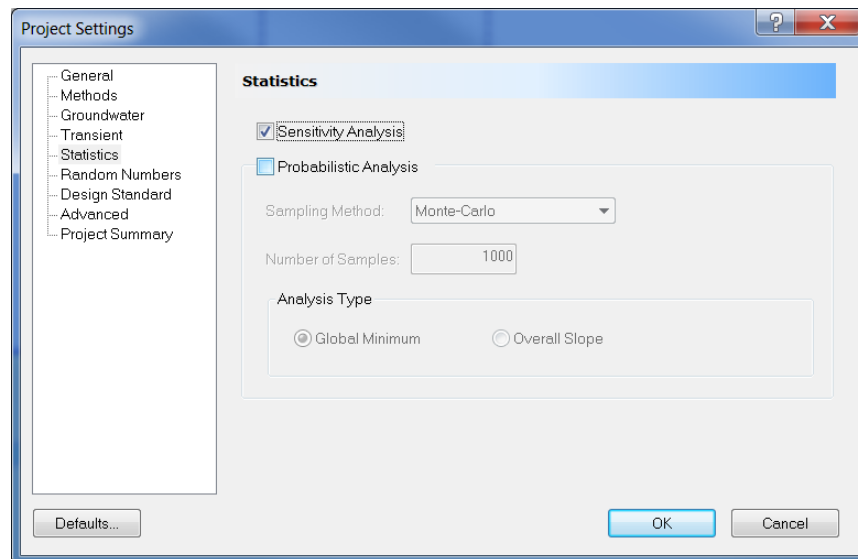 Project Settings
General
Methods
Groundwater
Transient
Statistics
Random Numbers
Design Standard
Advanced
Project Summary
Statistics
Sensitivity Analysis
Probabilistic Analysis
Sampling Method: Monte-Carlo
Number of Samples: 1000
Analysis Type
Global Minimum Overall Slope
Defaults... OK Cancel